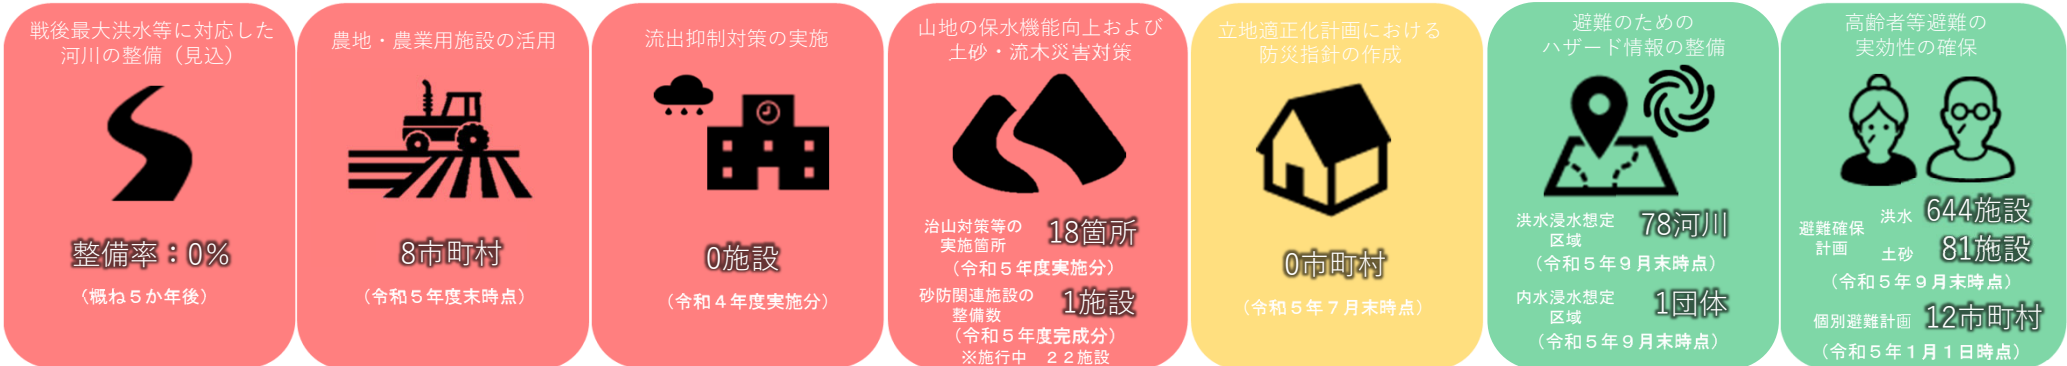 戦後最大洪水等に対応した
河川の整備（見込）
整備率：0%
（概ね５か年後）
農地・農業用施設の活用
8市町村
（令和５年度末時点）
流出抑制対策の実施
0施設
（令和４年度実施分）
山地の保水機能向上および
土砂・流木災害対策
治山対策等の
実施箇所
18箇所
（令和５年度実施分）
砂防関連施設の
整備数
1施設
（令和５年度完成分）
※施行中　２２施設
立地適正化計画における
防災指針の作成
0市町村
（令和５年７月末時点）
避難のための
ハザード情報の整備
洪水浸水想定
区域
78河川
（令和５年９月末時点）
内水浸水想定
区域
1団体
（令和５年９月末時点）
高齢者等避難の
実効性の確保
避難確保
計画
洪水　644施設
土砂　81施設
（令和５年９月末時点）
個別避難計画　12市町村
（令和５年１月１日時点）